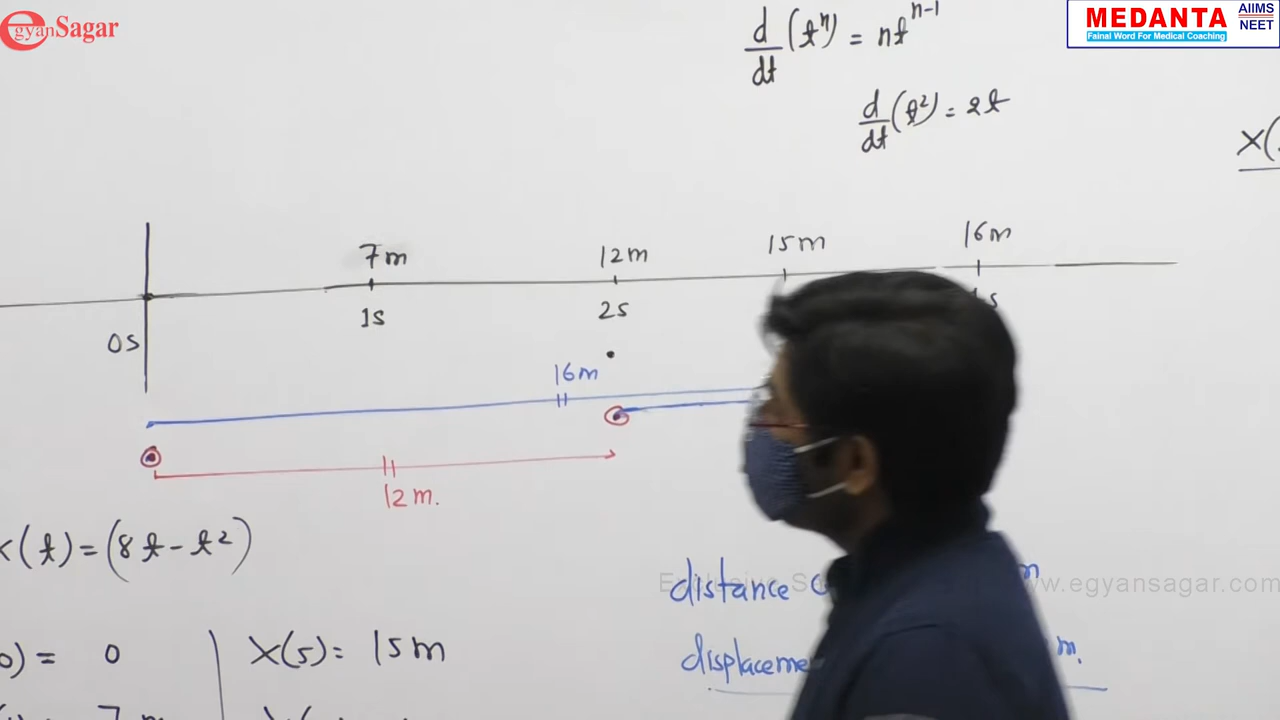 egyanSagar
MEDANTA
AIIMS
NEET
Fainal Word For Medical Coaching
d/dt (t^n) = nt^n-1
d/dt (t²) = 2t
X(
7m
12m
15m
16m
0s
1s
2s
s
16m
12m.
X(t) = (8t - t²)
0) = 0
X(5) = 15m
7m
distance
m
displaceme
m.
www.egyansagar.com